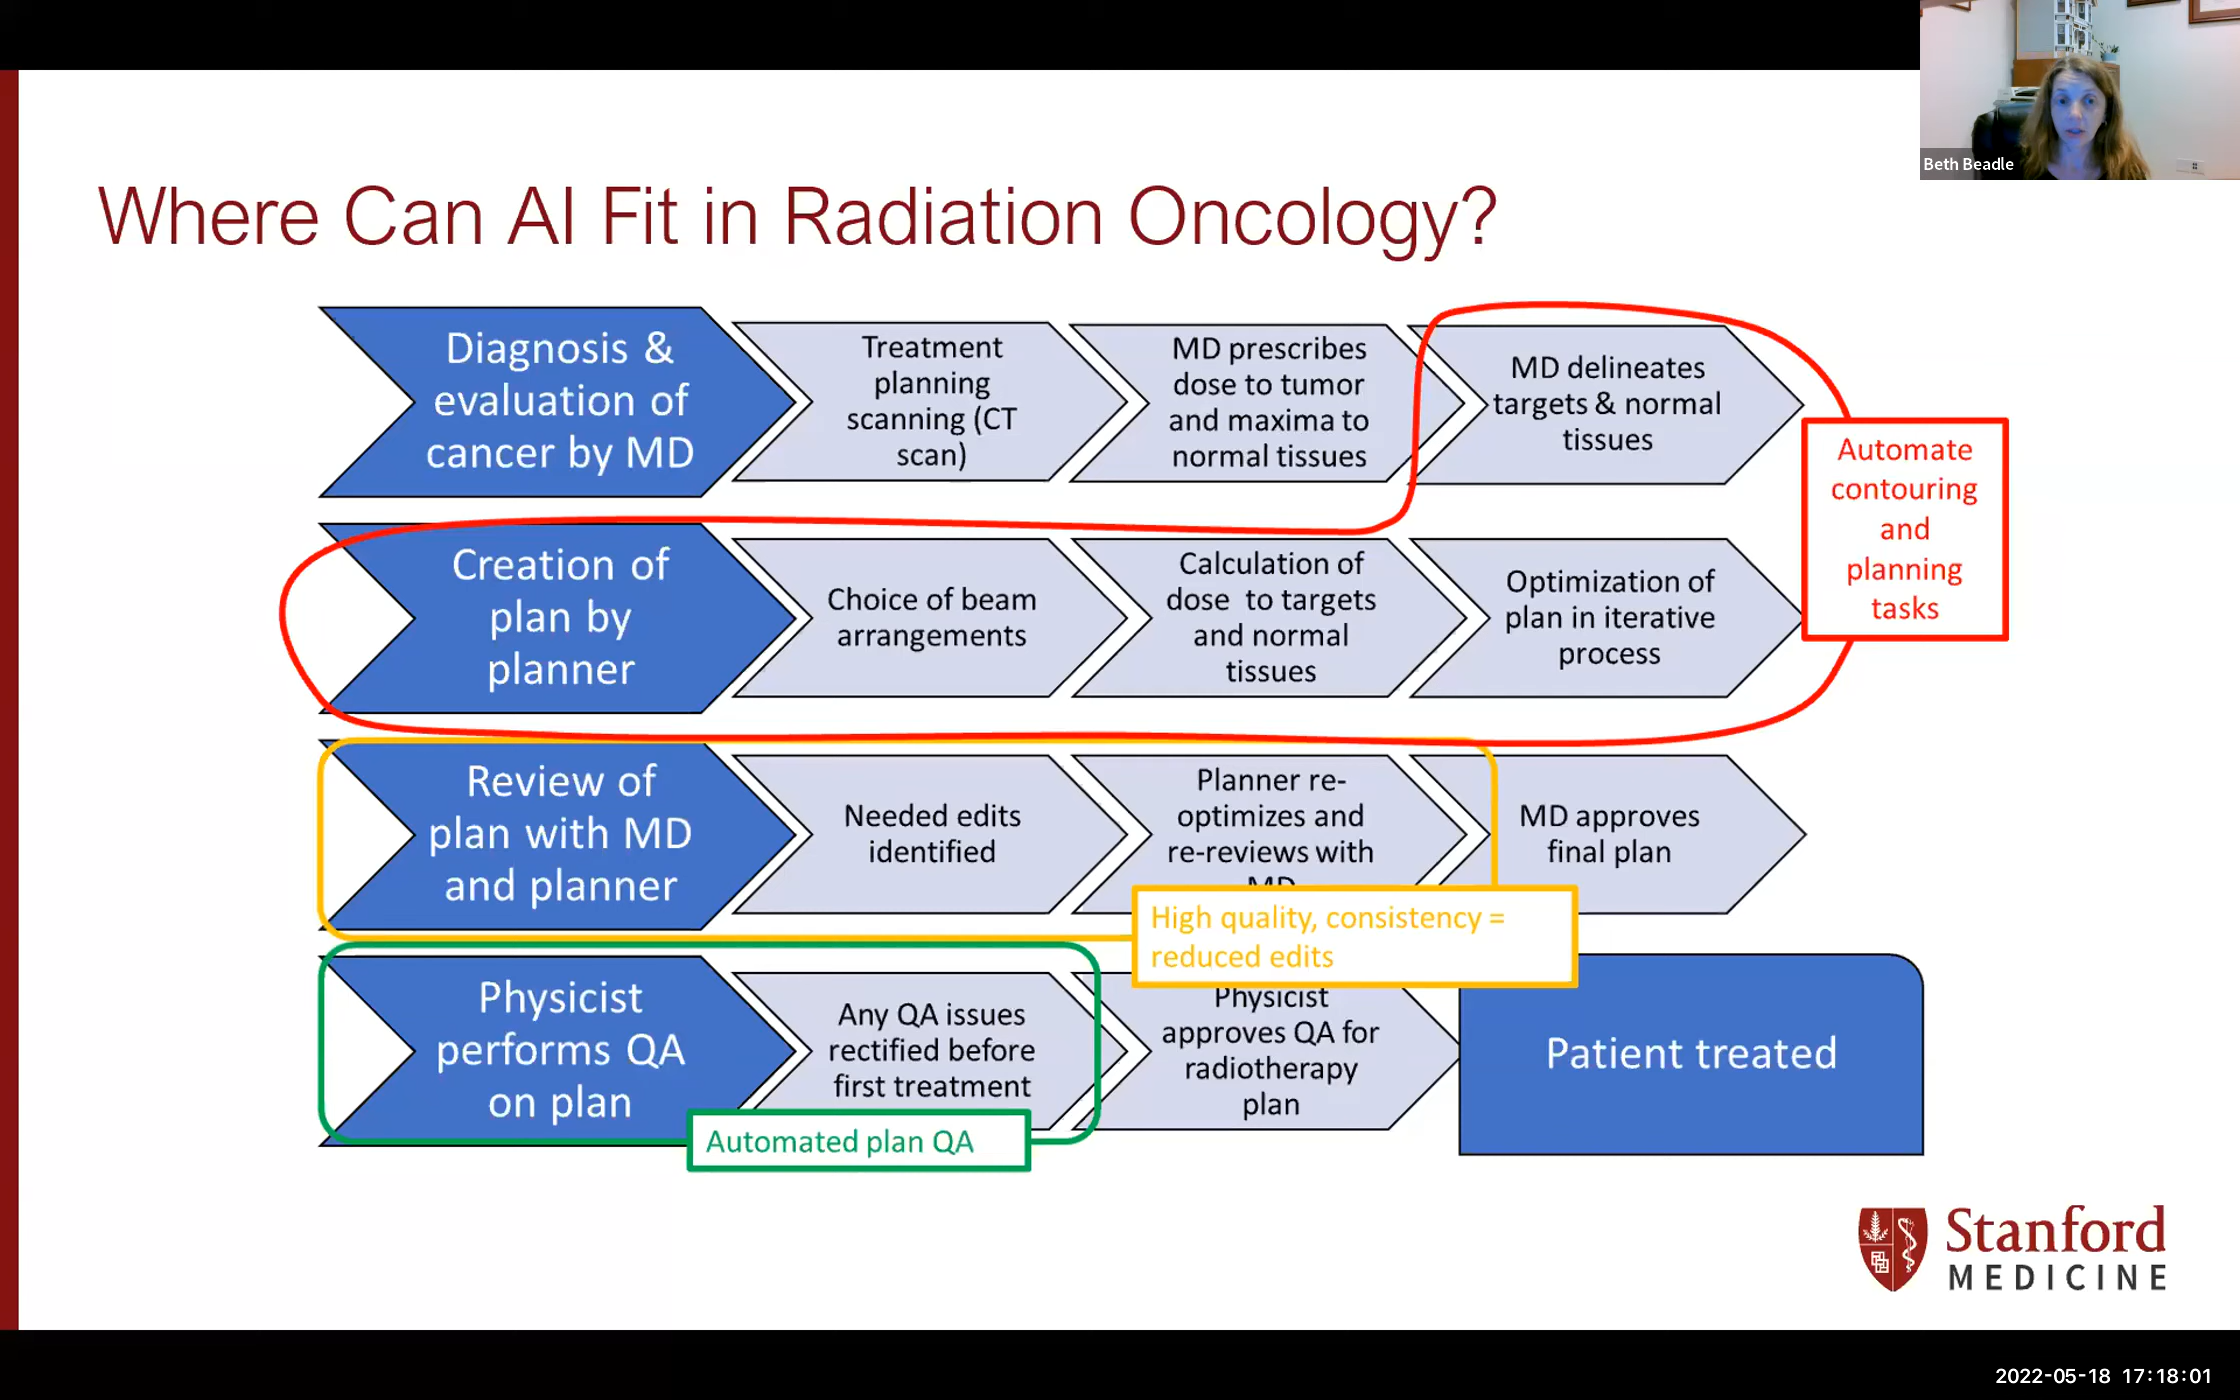 Beth Beadle
Where Can AI Fit in Radiation Oncology?
Diagnosis &
evaluation of
cancer by MD
Treatment
planning
scanning (CT
scan)
MD prescribes
dose to tumor
and maxima to
normal tissues
MD delineates
targets & normal
tissues
Automate
contouring
and
planning
tasks
Creation of
plan by
planner
Choice of beam
arrangements
Calculation of
dose to targets
and normal
tissues
Optimization of
plan in iterative
process
Review of
plan with MD
and planner
Needed edits
identified
Planner re-
optimizes and
re-reviews with
MD
MD approves
final plan
High quality, consistency =
reduced edits
Physicist
performs QA
on plan
Any QA issues
rectified before
first treatment
Physicist
approves QA for
radiotherapy
plan
Patient treated
Automated plan QA
Stanford
MEDICINE
2022-05-18 17:18:01